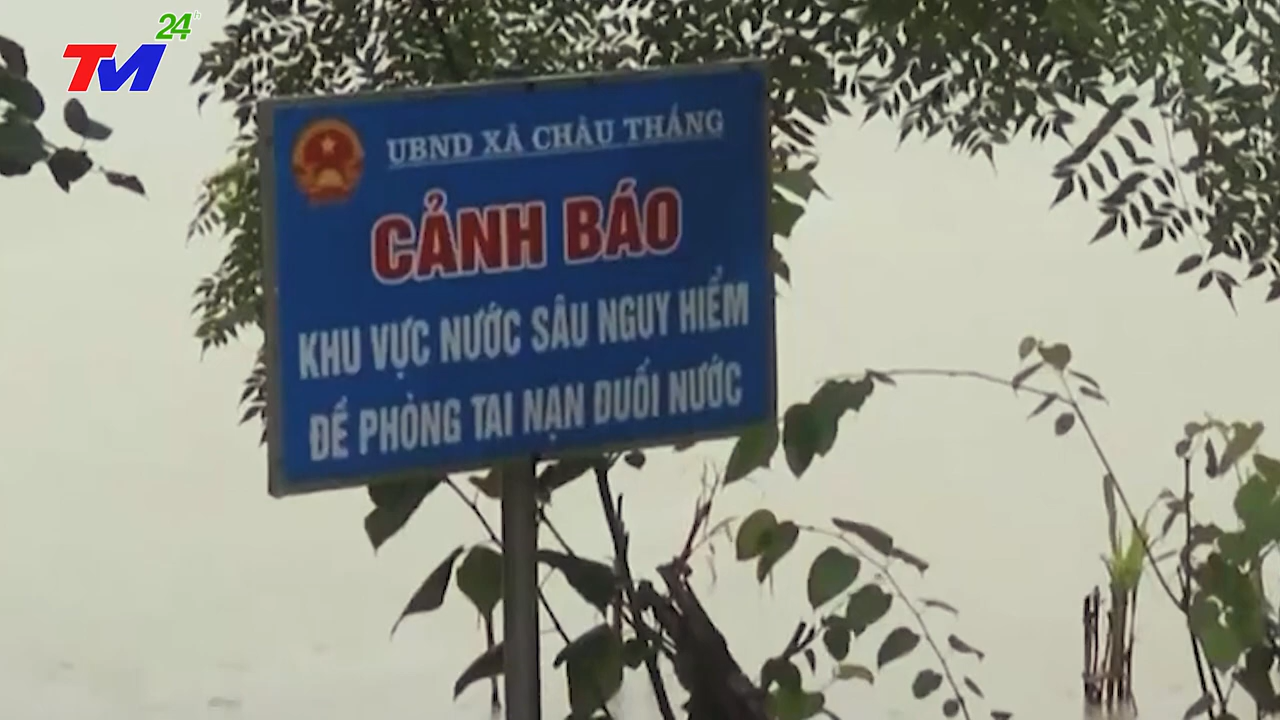 TM 24h
UBND XÃ CHÂU THẮNG
CẢNH BÁO
KHU VỰC NƯỚC SÂU NGUY HIỂM
ĐỀ PHÒNG TAI NẠN ĐUỐI NƯỚC